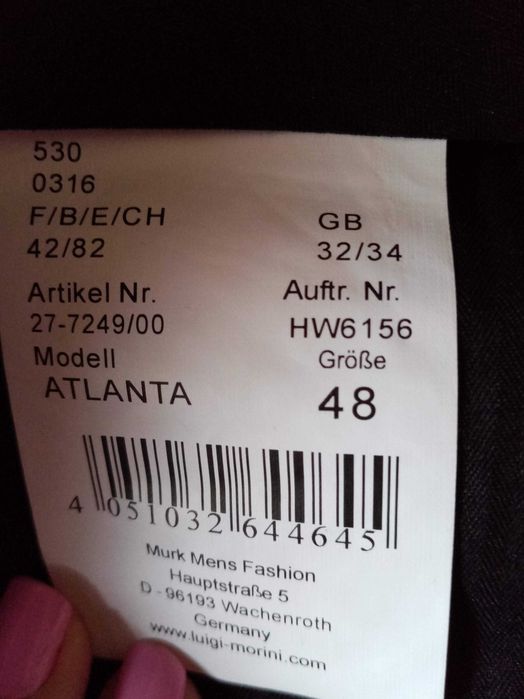 530
0316
F/B/E/CH GB
42/82 32/34
Artikel Nr. Auftr. Nr.
27-7249/00 HW6156
Modell Größe
ATLANTA 48
4 051032 644645
Murk Mens Fashion
Hauptstraße 5
D - 96193 Wachenroth
Germany
www.luigi-morini.com